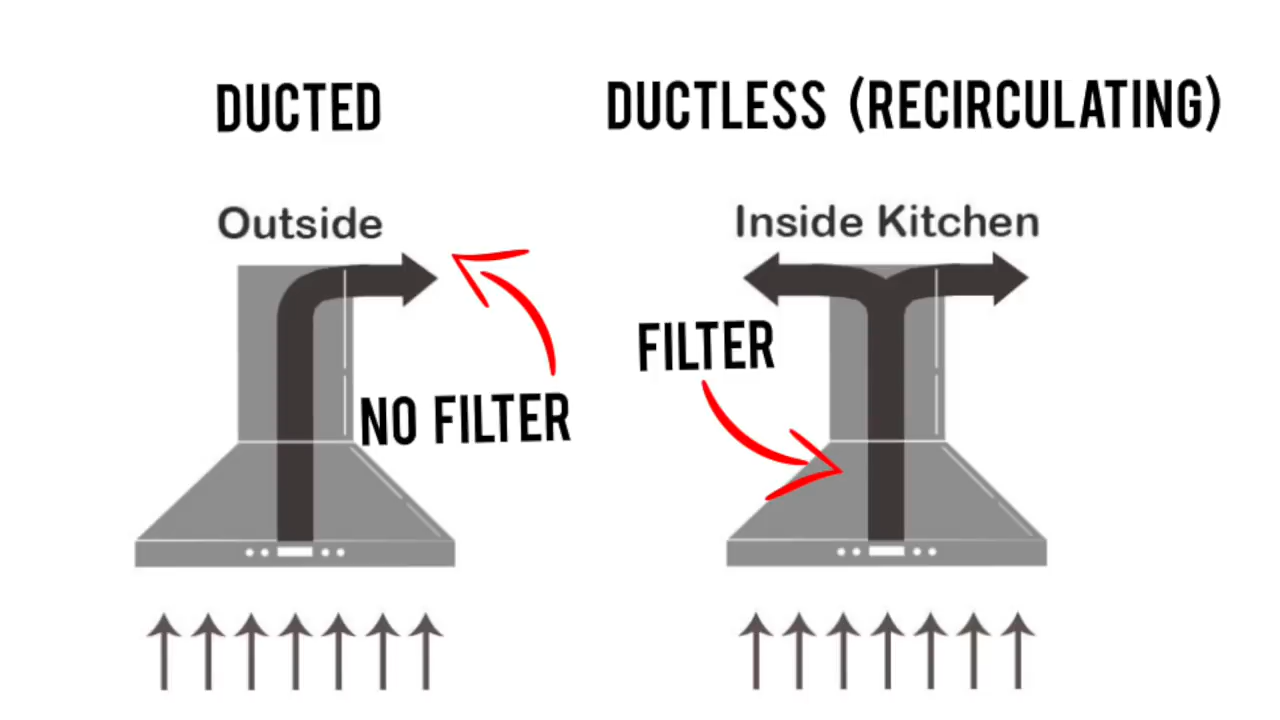 DUCTED
DUCTLESS (RECIRCULATING)
Outside
Inside Kitchen
FILTER
NO FILTER